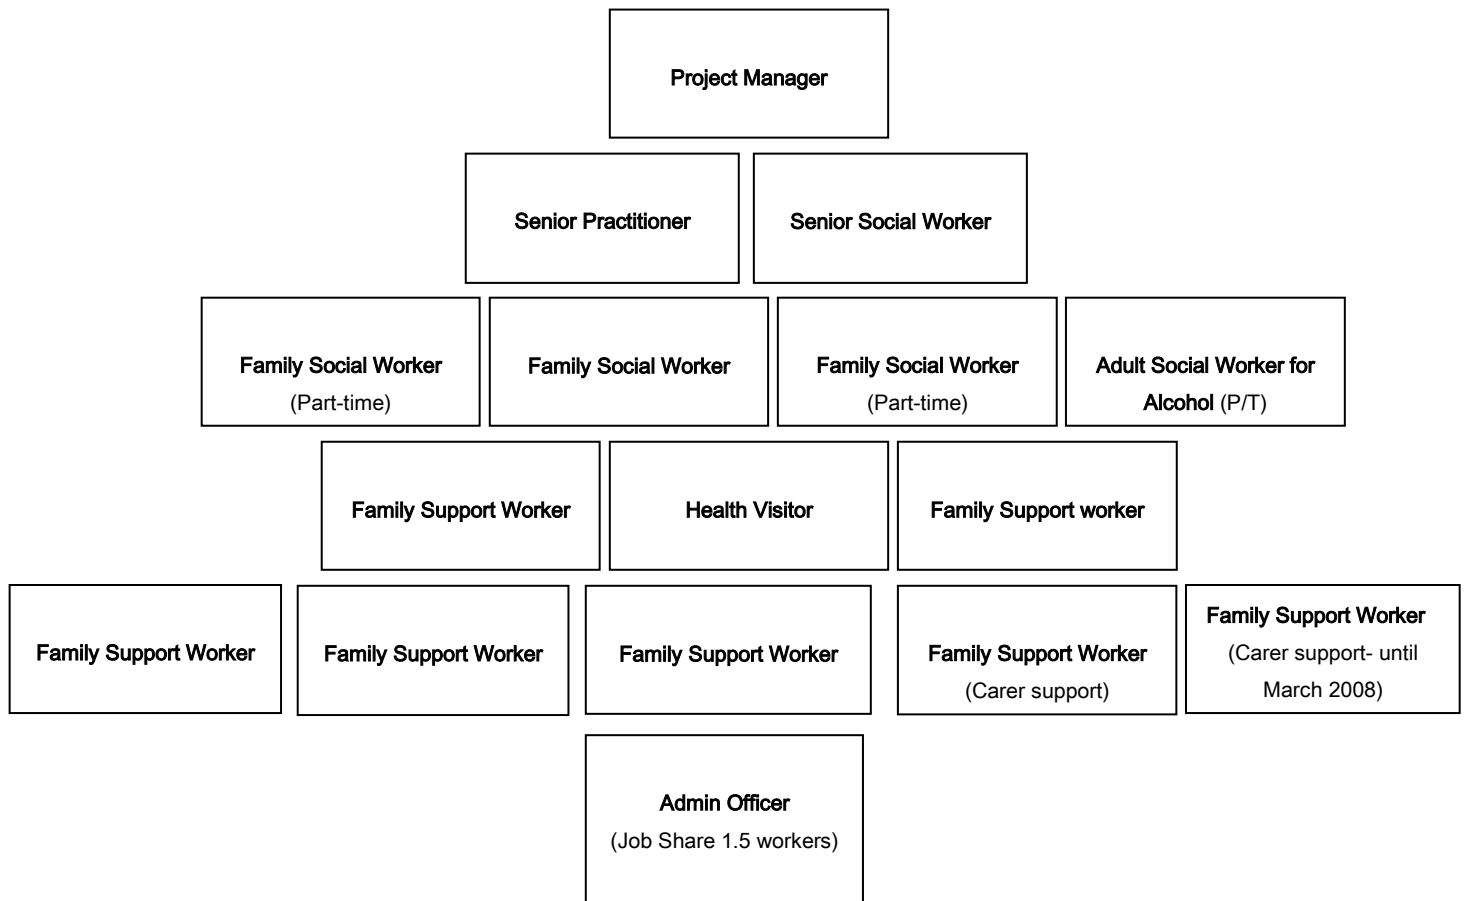 Project Manager
Senior Practitioner
Senior Social Worker
Family Social Worker
(Part-time)
Family Social Worker
Family Social Worker
(Part-time)
Adult Social Worker for
Alcohol (P/T)
Family Support Worker
Health Visitor
Family Support worker
Family Support Worker
Family Support Worker
Family Support Worker
Family Support Worker
(Carer support)
Family Support Worker
(Carer support- until
March 2008)
Admin Officer
(Job Share 1.5 workers)